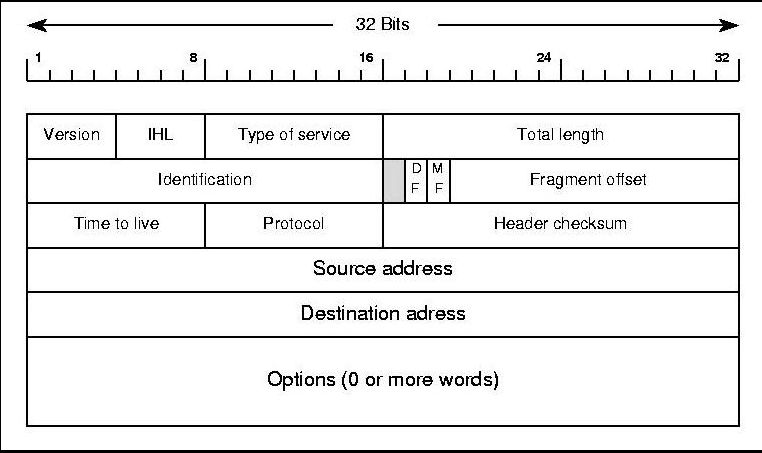 32 Bits
1 8 16 24 32
Version IHL Type of service Total length
Identification D F M F Fragment offset
Time to live Protocol Header checksum
Source address
Destination adress
Options (0 or more words)